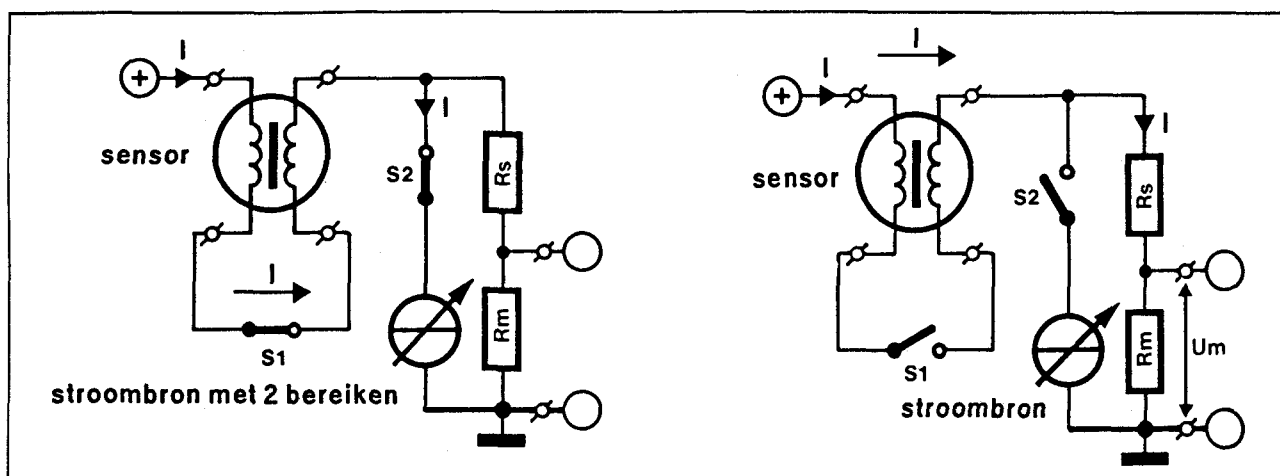 I
I
+
I
sensor
S2
Rs
I
Rm
S1
stroombron met 2 bereiken
I
I
+
I
sensor
S2
Rs
Rm
Um
S1
stroombron